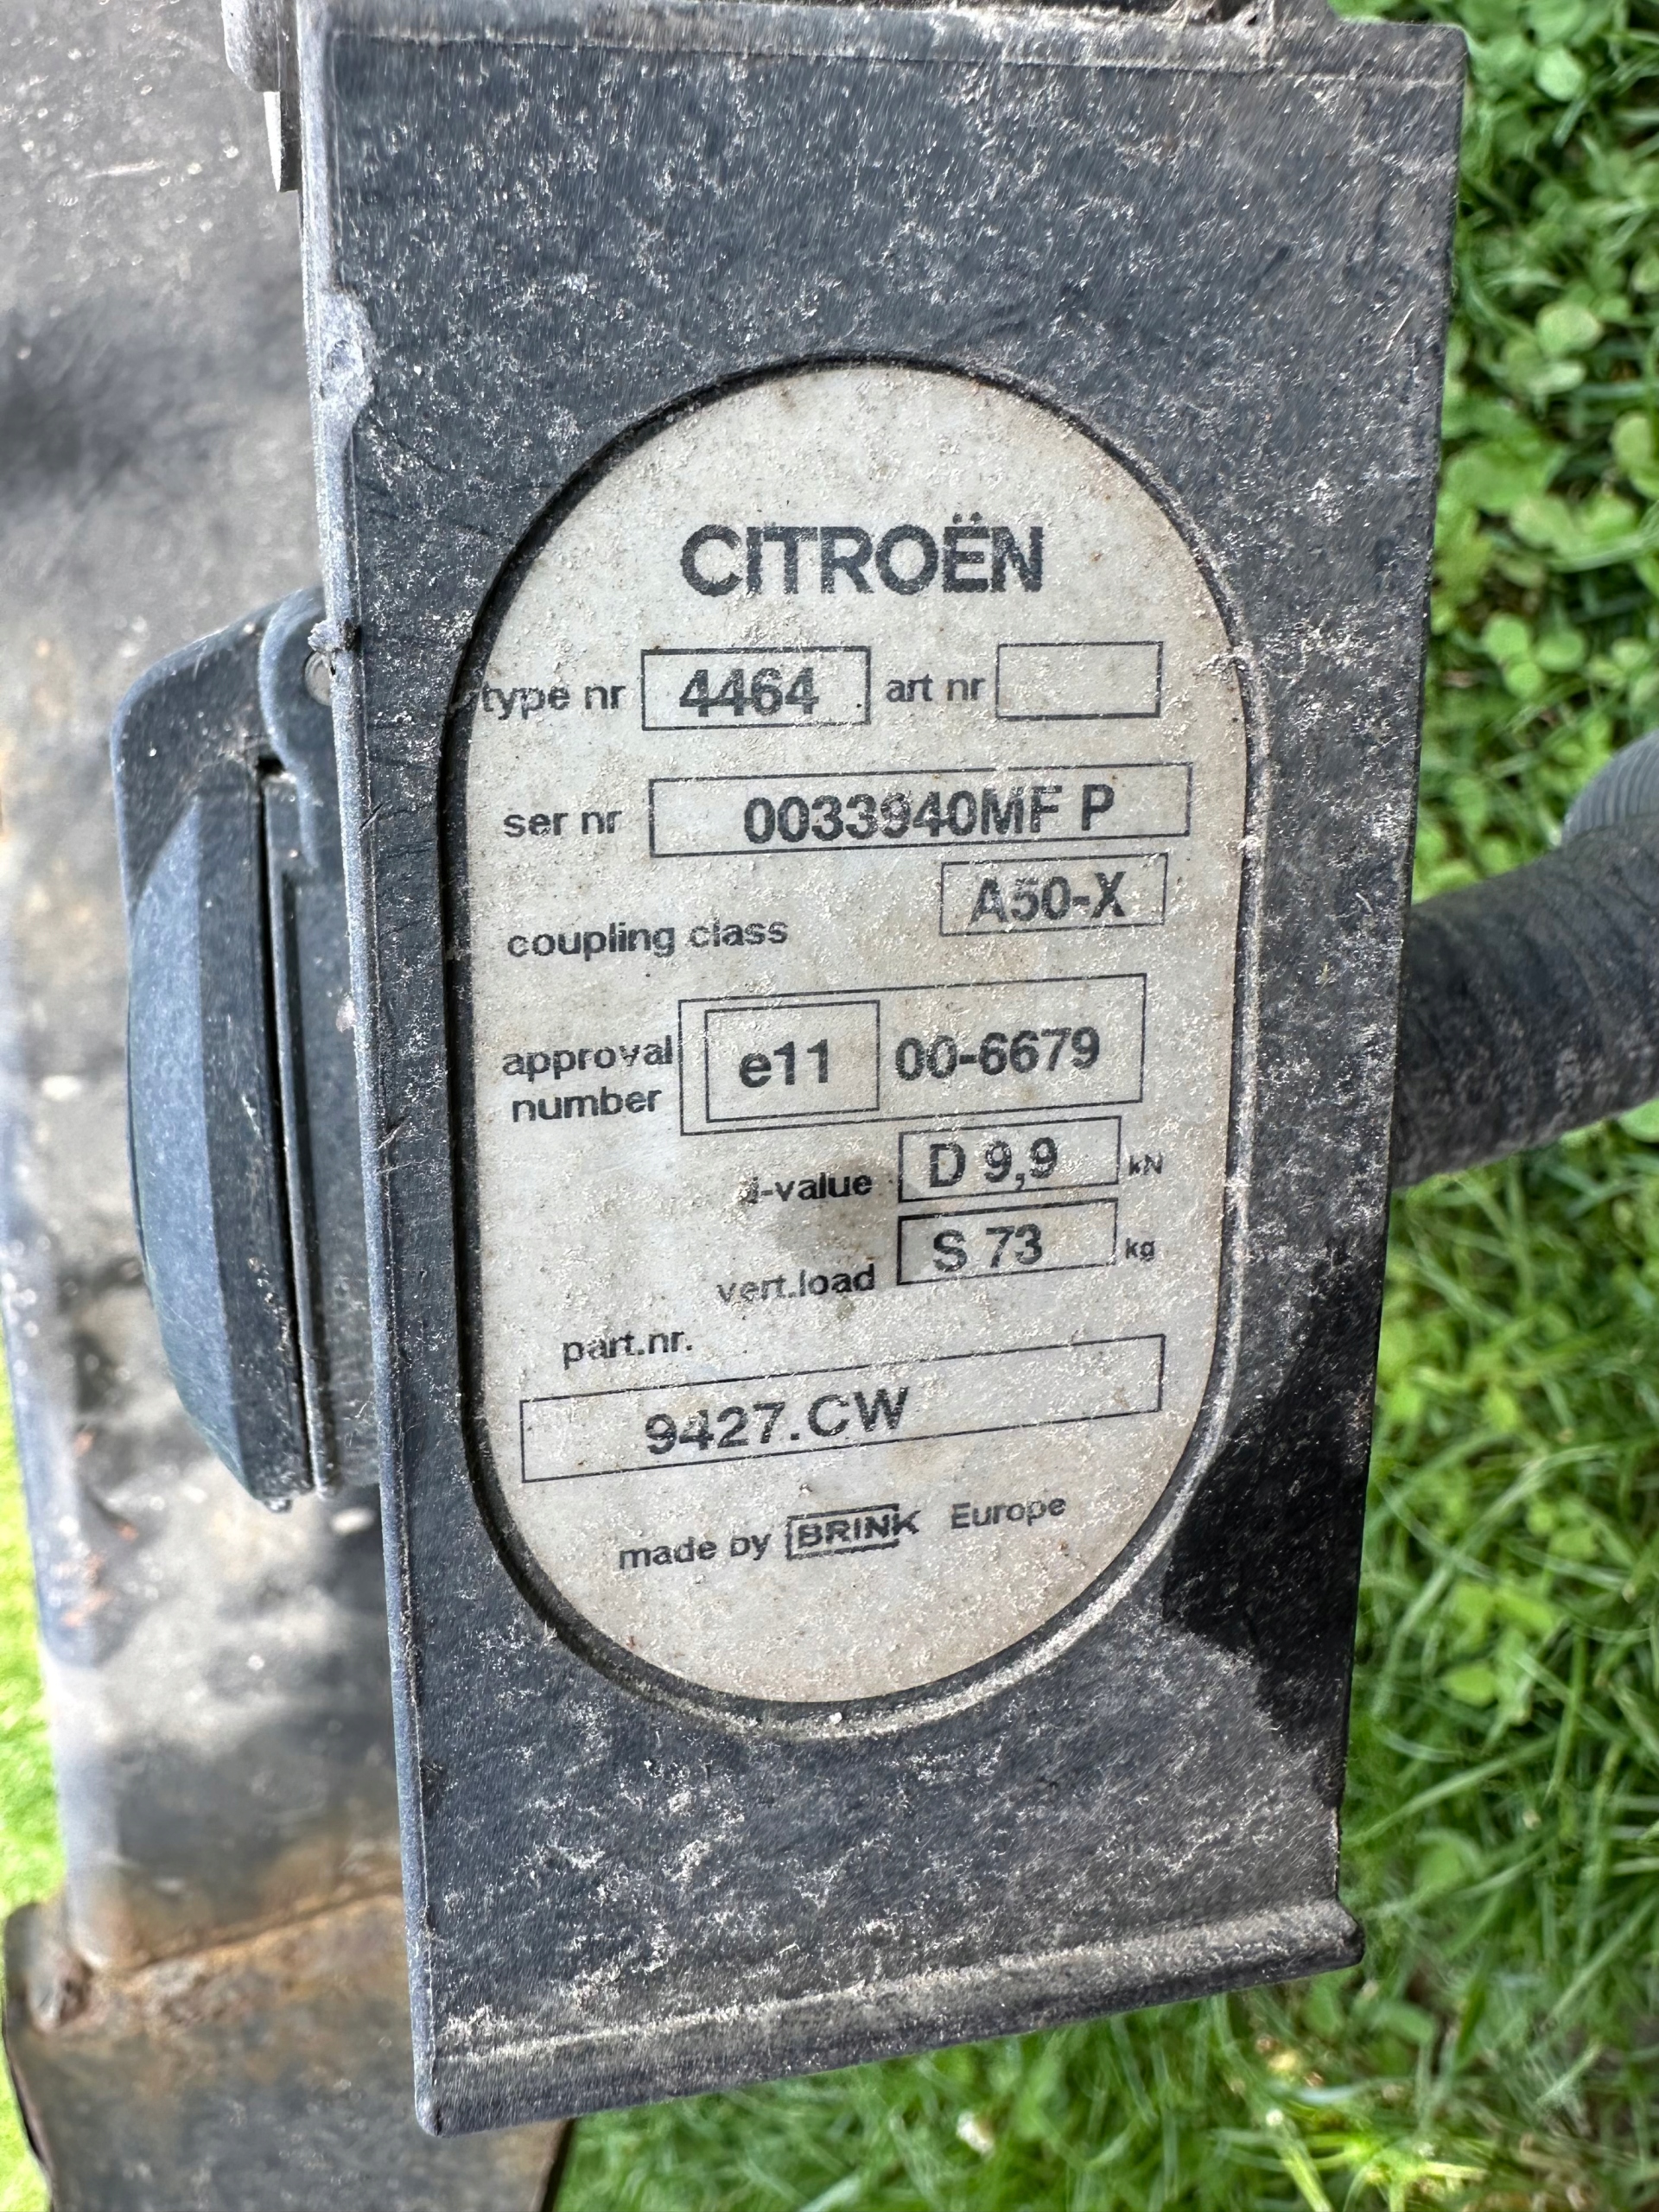 CITROËN
type nr 4464 art nr
ser nr 0033940MF P
coupling class A50-X
approval number e11 00-6679
d-value D 9,9 kN
vert.load S 73 kg
part.nr.
9427.CW
made by BRINK Europe